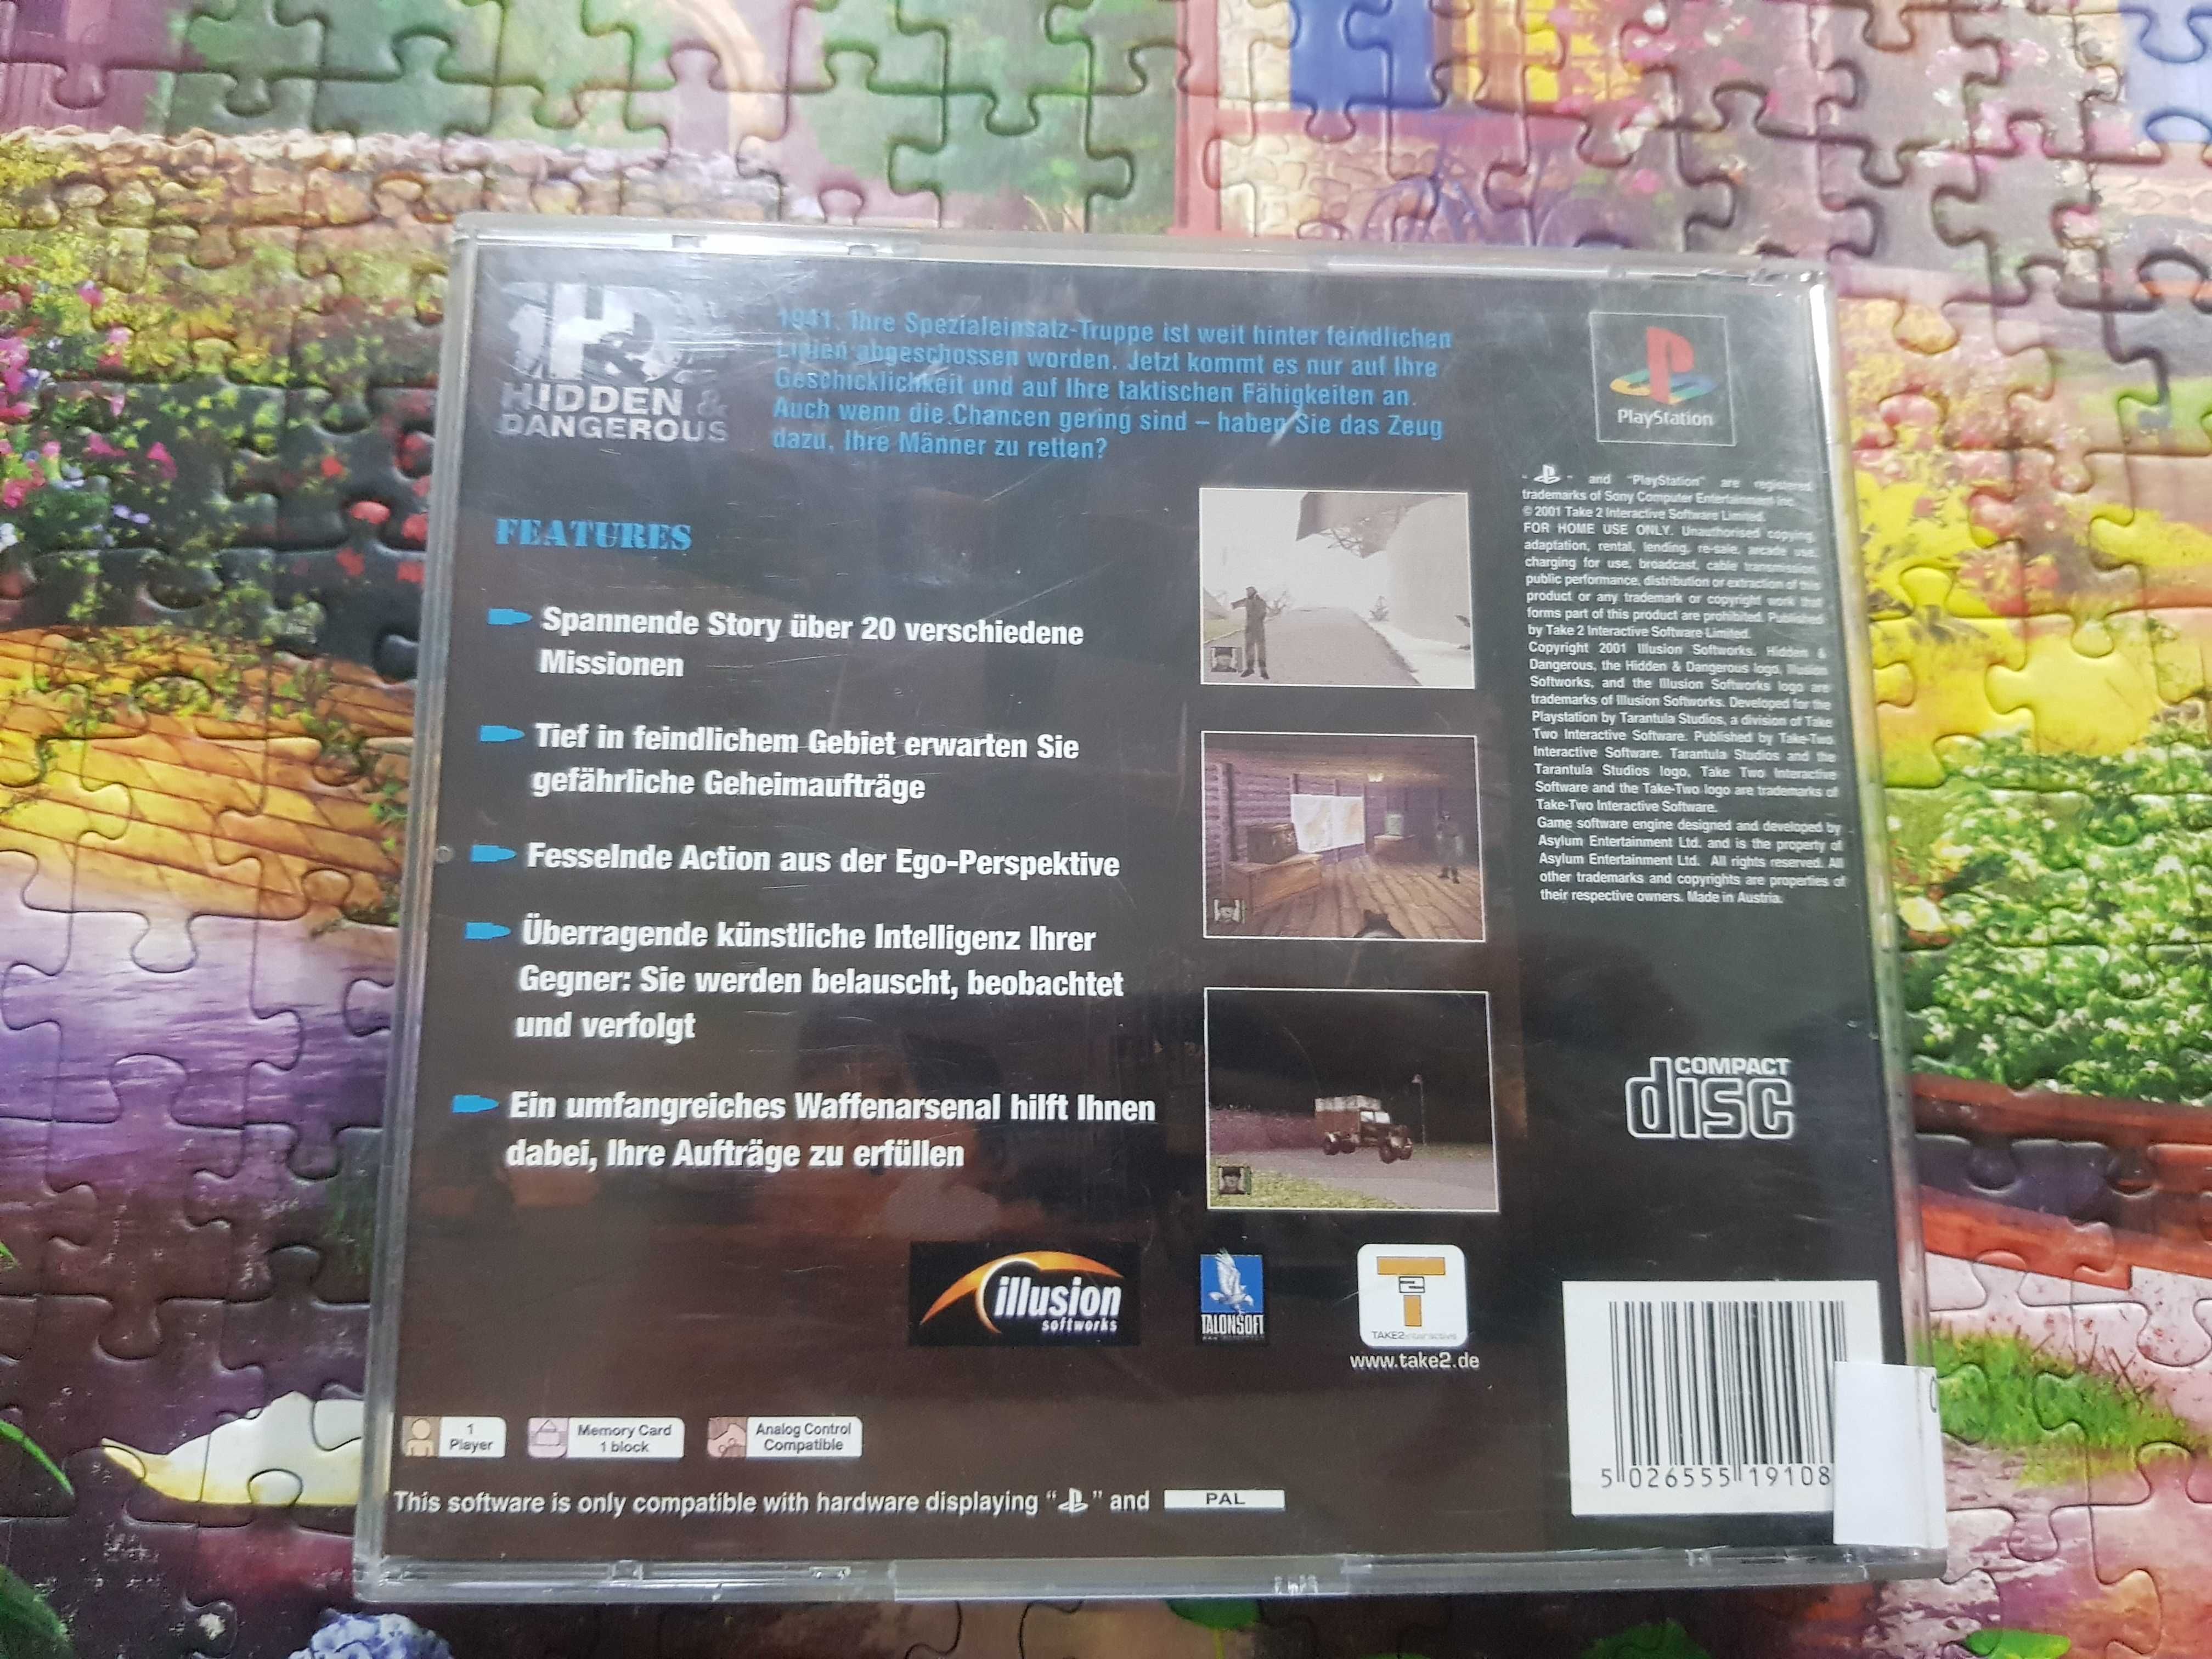 HIDDEN &
DANGEROUS
1941. Ihre Spezialeinsatz-Truppe ist weit hinter feindlichen
Linien abgeschossen worden. Jetzt kommt es nur auf Ihre
Geschicklichkeit und auf Ihre taktischen Fähigkeiten an.
Auch wenn die Chancen gering sind – haben Sie das Zeug
dazu, Ihre Männer zu retten?
FEATURES
Spannende Story über 20 verschiedene
Missionen
Tief in feindlichem Gebiet erwarten Sie
gefährliche Geheimaufträge
Fesselnde Action aus der Ego-Perspektive
Überragende künstliche Intelligenz Ihrer
Gegner: Sie werden belauscht, beobachtet
und verfolgt
Ein umfangreiches Waffenarsenal hilft Ihnen
dabei, Ihre Aufträge zu erfüllen
PlayStation
" " and "PlayStation" are registered
trademarks of Sony Computer Entertainment Inc.
© 2001 Take 2 Interactive Software Limited.
FOR HOME USE ONLY. Unauthorised copying,
adaptation, rental, lending, re-sale, arcade use,
charging for use, broadcast, cable transmission,
public performance, distribution or extraction of this
product or any trademark or copyright work that
forms part of this product are prohibited. Published
by Take 2 Interactive Software Limited.
Copyright 2001 Illusion Softworks. Hidden &
Dangerous, the Hidden & Dangerous logo, Illusion
Softworks, and the Illusion Softworks logo are
trademarks of Illusion Softworks. Developed for the
Playstation by Tarantula Studios, a division of Take
Two Interactive Software. Published by Take-Two
Interactive Software. Tarantula Studios and the
Tarantula Studios logo, Take Two Interactive
Software and the Take-Two logo are trademarks of
Take-Two Interactive Software.
Game software engine designed and developed by
Asylum Entertainment Ltd. and is the property of
Asylum Entertainment Ltd. All rights reserved. All
other trademarks and copyrights are properties of
their respective owners. Made in Austria.
COMPACT
disc
illusion
softworks
TALONSOFT
T2
TAKE2interactive
www.take2.de
1
Player
Memory Card
1 block
Analog Control
Compatible
This software is only compatible with hardware displaying " " and PAL
5 026555 19108